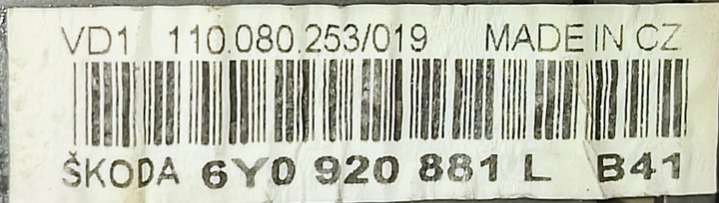 VD1 110.080.253/019 MADE IN CZ
ŠKODA 6Y0 920 881 L B41